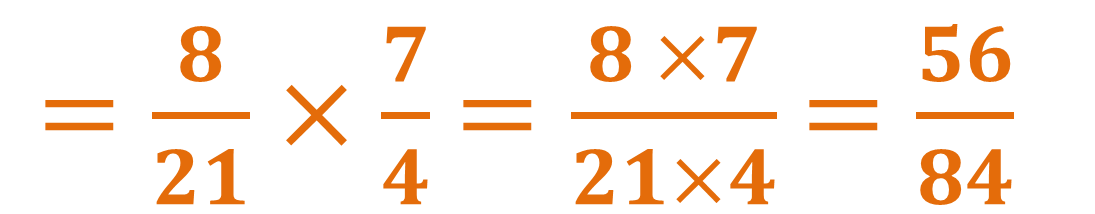 = 8/21 × 7/4 = 8 ×7/21×4 = 56/84